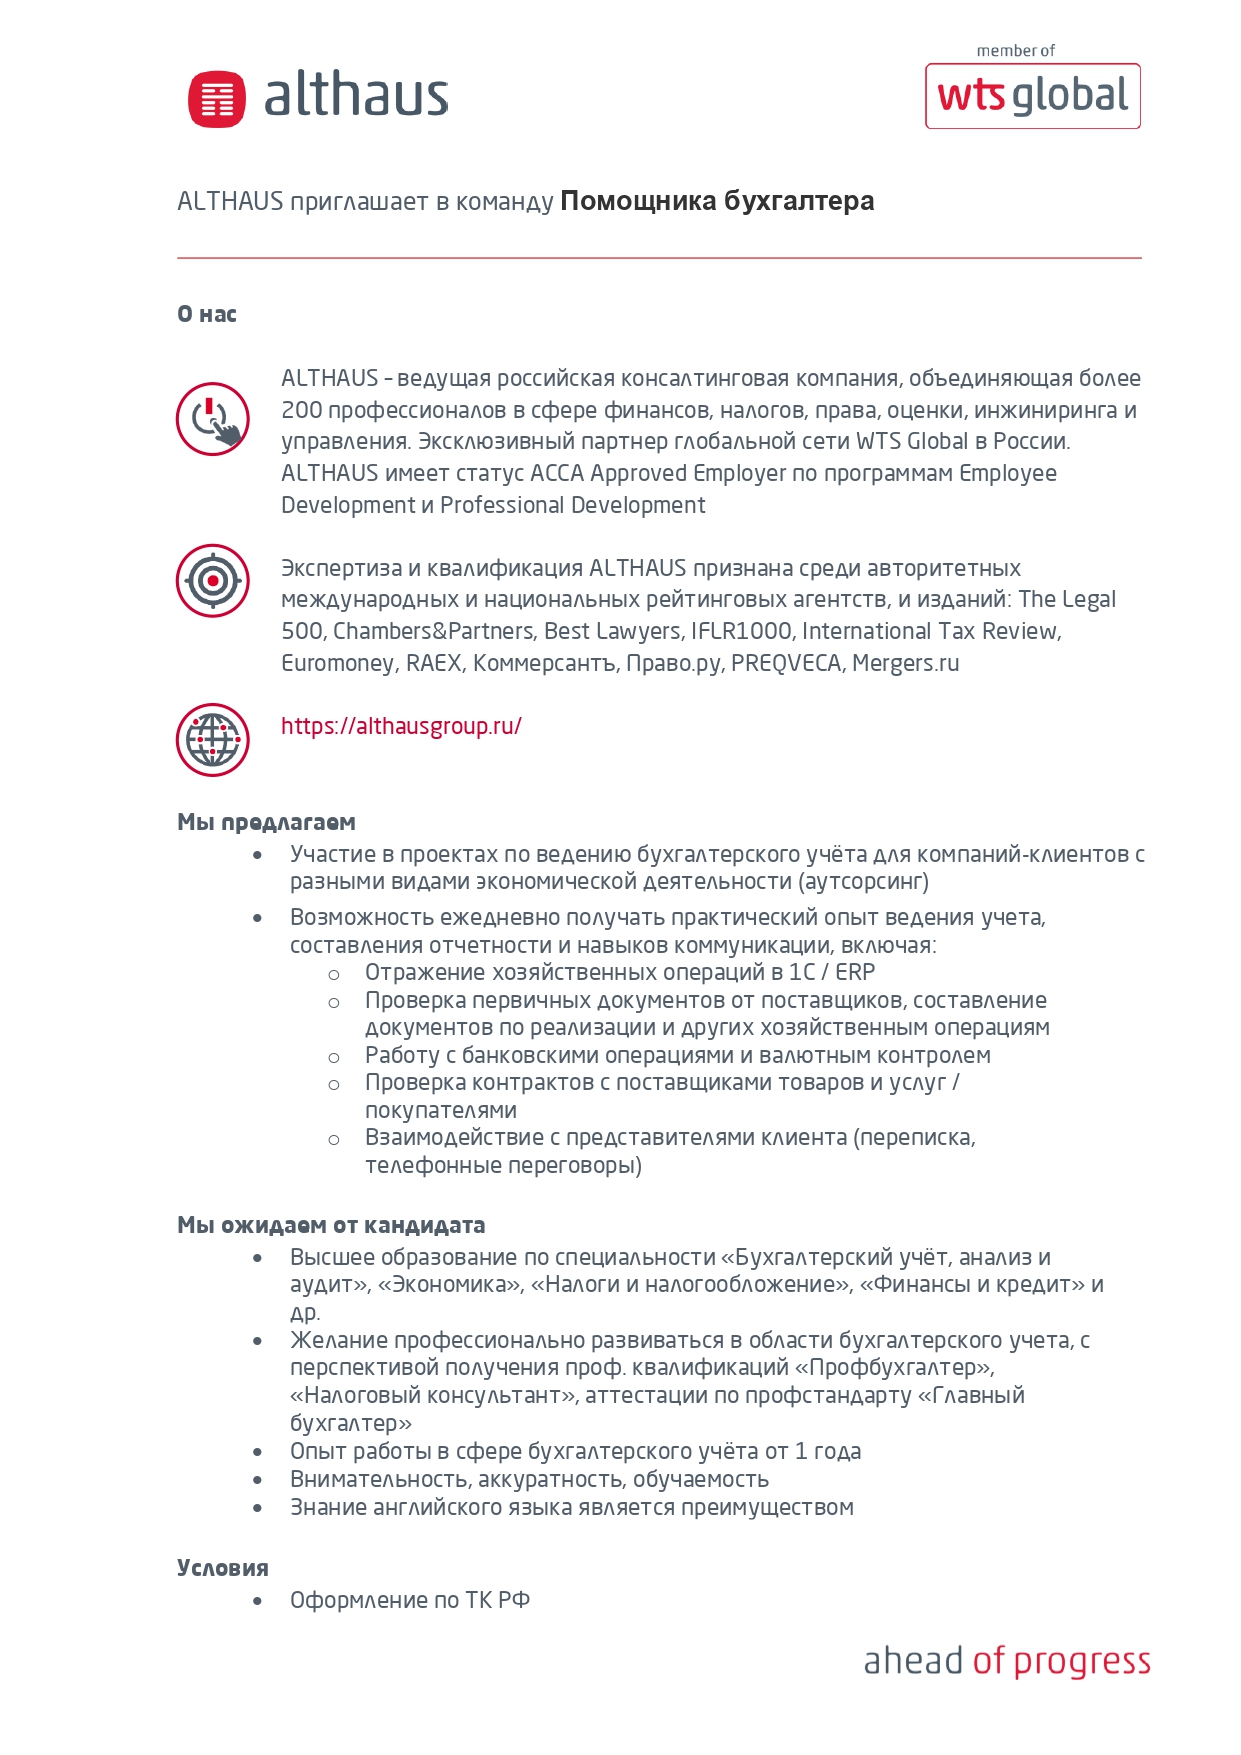 member of
althaus
wts global
ALTHAUS приглашает в команду Помощника бухгалтера
О нас
ALTHAUS – ведущая российская консалтинговая компания, объединяющая более
200 профессионалов в сфере финансов, налогов, права, оценки, инжиниринга и
управления. Эксклюзивный партнер глобальной сети WTS Global в России.
ALTHAUS имеет статус ACCA Approved Employer по программам Employee
Development и Professional Development
Экспертиза и квалификация ALTHAUS признана среди авторитетных
международных и национальных рейтинговых агентств, и изданий: The Legal
500, Chambers&Partners, Best Lawyers, IFLR1000, International Tax Review,
Euromoney, RAEX, Коммерсантъ, Право.ру, PREQVECA, Mergers.ru
https://althausgroup.ru/
Мы предлагаем
• Участие в проектах по ведению бухгалтерского учёта для компаний-клиентов с
разными видами экономической деятельности (аутсорсинг)
• Возможность ежедневно получать практический опыт ведения учета,
составления отчетности и навыков коммуникации, включая:
o Отражение хозяйственных операций в 1С / ERP
o Проверка первичных документов от поставщиков, составление
документов по реализации и других хозяйственным операциям
o Работу с банковскими операциями и валютным контролем
o Проверка контрактов с поставщиками товаров и услуг /
покупателями
o Взаимодействие с представителями клиента (переписка,
телефонные переговоры)
Мы ожидаем от кандидата
• Высшее образование по специальности «Бухгалтерский учёт, анализ и
аудит», «Экономика», «Налоги и налогообложение», «Финансы и кредит» и
др.
• Желание профессионально развиваться в области бухгалтерского учета, с
перспективой получения проф. квалификаций «Профбухгалтер»,
«Налоговый консультант», аттестации по профстандарту «Главный
бухгалтер»
• Опыт работы в сфере бухгалтерского учёта от 1 года
• Внимательность, аккуратность, обучаемость
• Знание английского языка является преимуществом
Условия
• Оформление по ТК РФ
ahead of progress